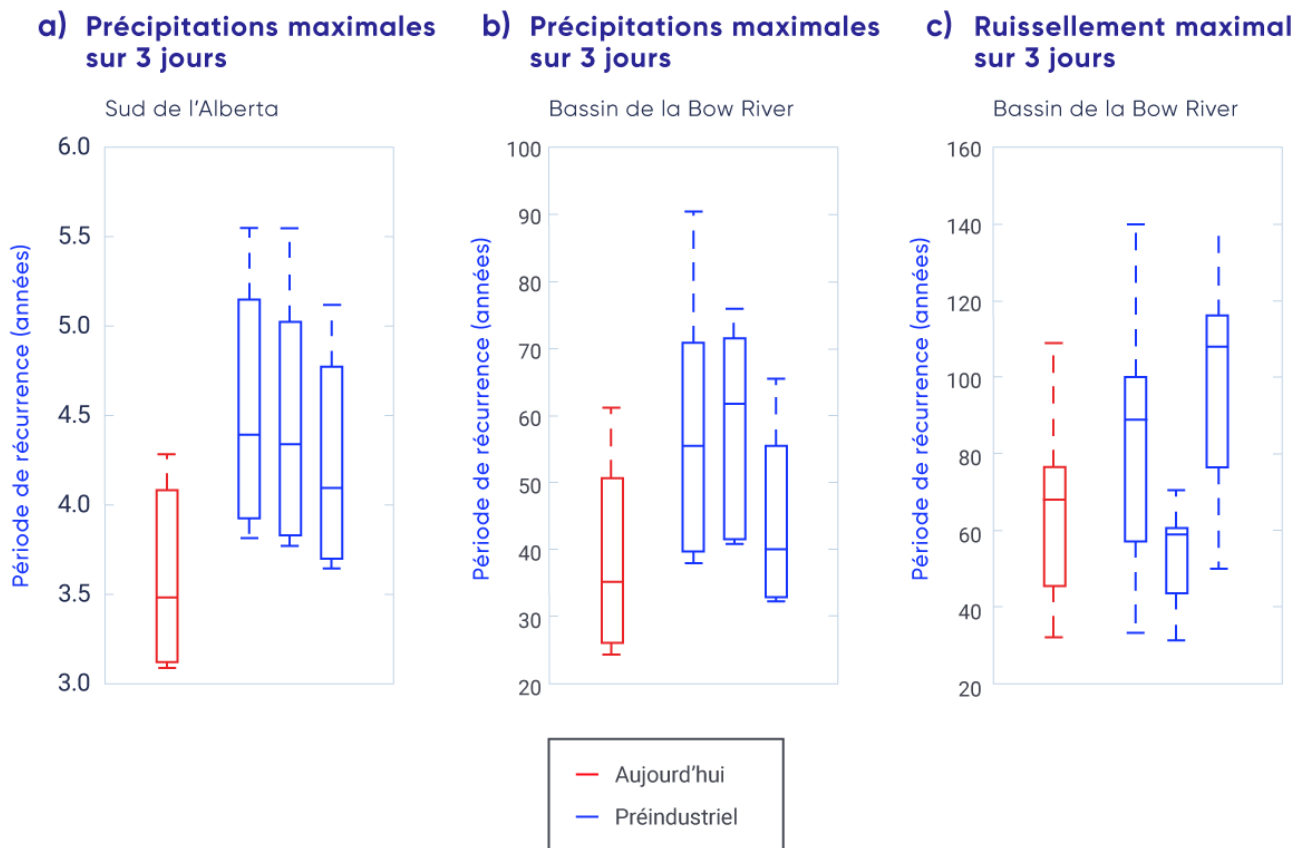 a) Précipitations maximales
sur 3 jours
Sud de l'Alberta
Période de récurrence (années)
6.0
5.5
5.0
4.5
4.0
3.5
3.0
b) Précipitations maximales
sur 3 jours
Bassin de la Bow River
Période de récurrence (années)
100
90
80
70
60
50
40
30
20
c) Ruissellement maximal
sur 3 jours
Bassin de la Bow River
Période de récurrence (années)
160
140
120
100
80
60
40
20
Aujourd'hui
Préindustriel